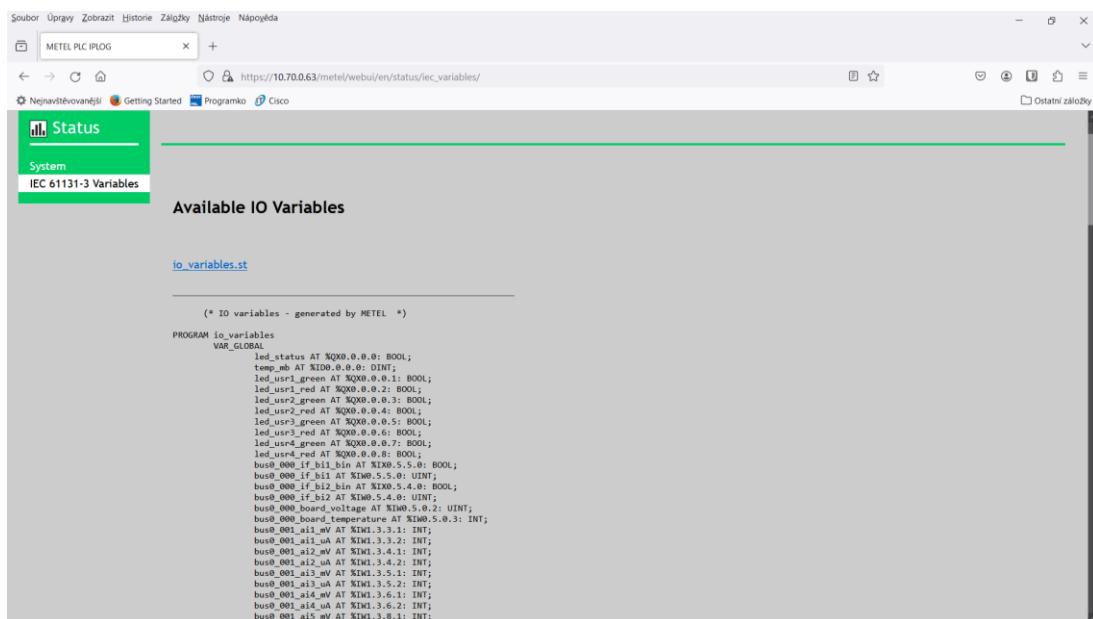 Soubor Úpravy Zobrazit Historie Záložky Nástroje Nápověda
METEL PLC IPLOG
https://10.70.0.63/metel/webui/en/status/iec_variables/
Nejnavštěvovanější Getting Started Programko Cisco Ostatní záložky
Status
System
IEC 61131-3 Variables
Available IO Variables
io_variables.st
(* IO variables - generated by METEL *)
PROGRAM io_variables
VAR_GLOBAL
led_status AT %QX0.0.0.0: BOOL;
temp_mb AT %ID0.0.0.0: DINT;
led_usr1_green AT %QX0.0.0.1: BOOL;
led_usr1_red AT %QX0.0.0.2: BOOL;
led_usr2_green AT %QX0.0.0.3: BOOL;
led_usr2_red AT %QX0.0.0.4: BOOL;
led_usr3_green AT %QX0.0.0.5: BOOL;
led_usr3_red AT %QX0.0.0.6: BOOL;
led_usr4_green AT %QX0.0.0.7: BOOL;
led_usr4_red AT %QX0.0.0.8: BOOL;
bus0_000_if_bi1_bin AT %IX0.5.5.0: BOOL;
bus0_000_if_bi1 AT %IW0.5.5.0: UINT;
bus0_000_if_bi2_bin AT %IX0.5.4.0: BOOL;
bus0_000_if_bi2 AT %IW0.5.4.0: UINT;
bus0_000_board_voltage AT %IW0.5.0.2: UINT;
bus0_000_board_temperature AT %IW0.5.0.3: INT;
bus0_001_ai1_mV AT %IW1.3.3.1: INT;
bus0_001_ai1_uA AT %IW1.3.3.2: INT;
bus0_001_ai2_mV AT %IW1.3.4.1: INT;
bus0_001_ai2_uA AT %IW1.3.4.2: INT;
bus0_001_ai3_mV AT %IW1.3.5.1: INT;
bus0_001_ai3_uA AT %IW1.3.5.2: INT;
bus0_001_ai4_mV AT %IW1.3.6.1: INT;
bus0_001_ai4_uA AT %IW1.3.6.2: INT;
bus0_001_ai5_mV AT %IW1.3.8.1: INT;